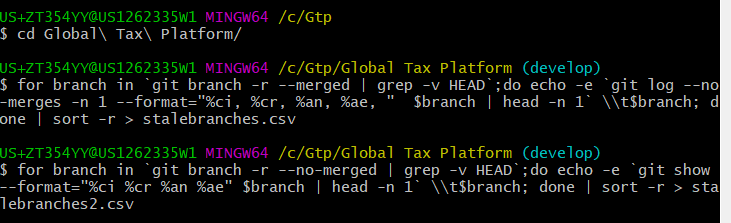 US+ZT354YY@US1262335W1 MINGW64 /c/Gtp
$ cd Global\ Tax\ Platform/
US+ZT354YY@US1262335W1 MINGW64 /c/Gtp/Global Tax Platform (develop)
$ for branch in `git branch -r --merged | grep -v HEAD`;do echo -e `git log --no
-merges -n 1 --format="%ci, %cr, %an, %ae, "  $branch | head -n 1` \\t$branch; d
one | sort -r > stalebranches.csv
US+ZT354YY@US1262335W1 MINGW64 /c/Gtp/Global Tax Platform (develop)
$ for branch in `git branch -r --no-merged | grep -v HEAD`;do echo -e `git show
--format="%ci %cr %an %ae" $branch | head -n 1` \\t$branch; done | sort -r > sta
lebranches2.csv